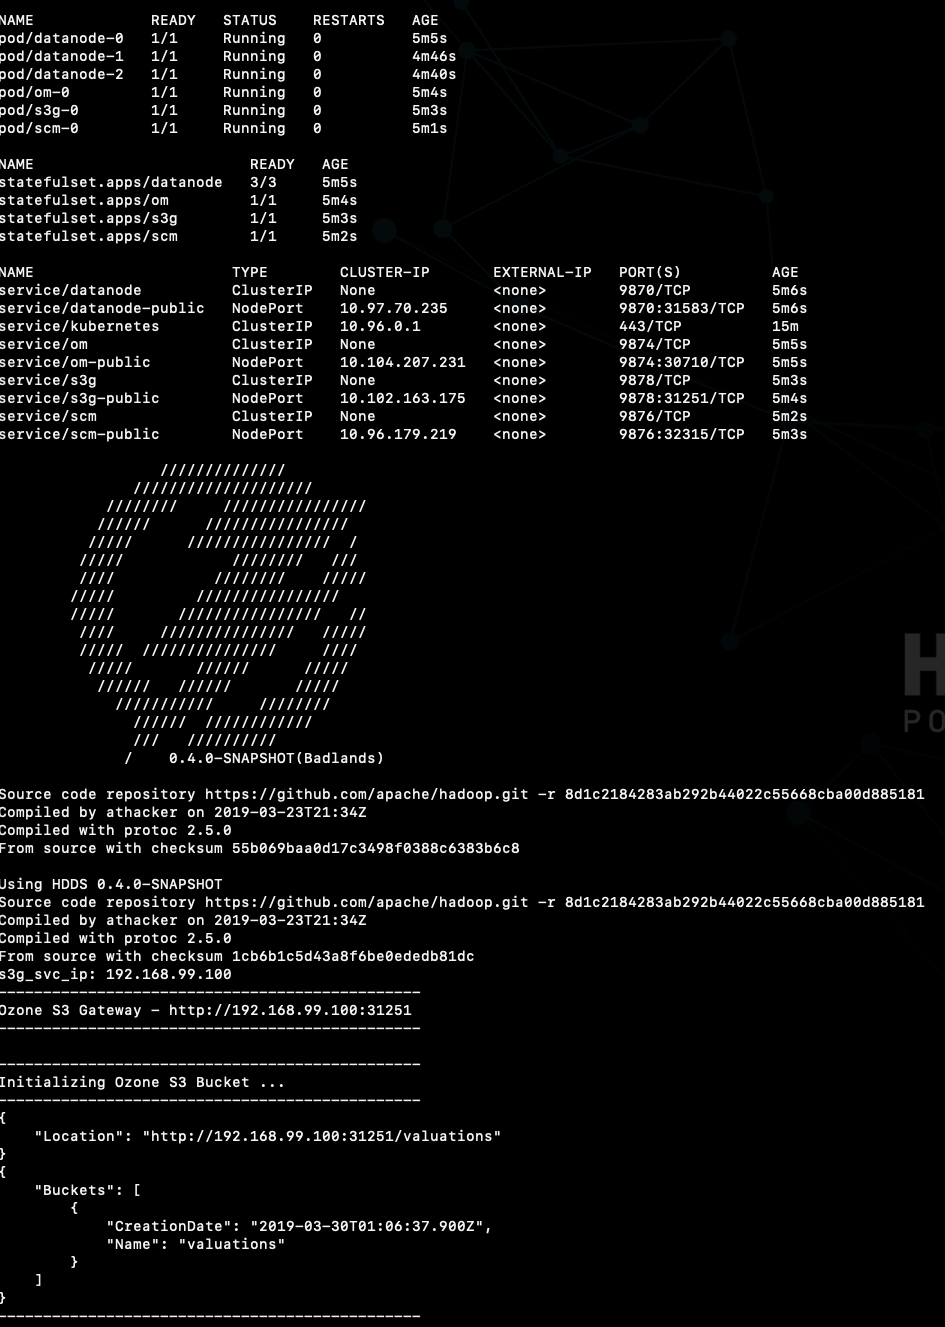 NAME READY STATUS RESTARTS AGE
pod/datanode-0 1/1 Running 0 5m5s
pod/datanode-1 1/1 Running 0 4m46s
pod/datanode-2 1/1 Running 0 4m40s
pod/om-0 1/1 Running 0 5m4s
pod/s3g-0 1/1 Running 0 5m3s
pod/scm-0 1/1 Running 0 5m1s
NAME READY AGE
statefulset.apps/datanode 3/3 5m5s
statefulset.apps/om 1/1 5m4s
statefulset.apps/s3g 1/1 5m3s
statefulset.apps/scm 1/1 5m2s
NAME TYPE CLUSTER-IP EXTERNAL-IP PORT(S) AGE
service/datanode ClusterIP None <none> 9870/TCP 5m6s
service/datanode-public NodePort 10.97.70.235 <none> 9870:31583/TCP 5m6s
service/kubernetes ClusterIP 10.96.0.1 <none> 443/TCP 15m
service/om ClusterIP None <none> 9874/TCP 5m5s
service/om-public NodePort 10.104.207.231 <none> 9874:30710/TCP 5m5s
service/s3g ClusterIP None <none> 9878/TCP 5m3s
service/s3g-public NodePort 10.102.163.175 <none> 9878:31251/TCP 5m4s
service/scm ClusterIP None <none> 9876/TCP 5m2s
service/scm-public NodePort 10.96.179.219 <none> 9876:32315/TCP 5m3s
/ 0.4.0-SNAPSHOT(Badlands)
Source code repository https://github.com/apache/hadoop.git -r 8d1c2184283ab292b44022c55668cba00d885181
Compiled by athacker on 2019-03-23T21:34Z
Compiled with protoc 2.5.0
From source with checksum 55b069baa0d17c3498f0388c6383b6c8
Using HDDS 0.4.0-SNAPSHOT
Source code repository https://github.com/apache/hadoop.git -r 8d1c2184283ab292b44022c55668cba00d885181
Compiled by athacker on 2019-03-23T21:34Z
Compiled with protoc 2.5.0
From source with checksum 1cb6b1c5d43a8f6be0ededb81dc
s3g_svc_ip: 192.168.99.100
-----------------------------------------------
Ozone S3 Gateway - http://192.168.99.100:31251
-----------------------------------------------
-----------------------------------------------
Initializing Ozone S3 Bucket ...
-----------------------------------------------
{
"Location": "http://192.168.99.100:31251/valuations"
}
{
"Buckets": [
{
"CreationDate": "2019-03-30T01:06:37.900Z",
"Name": "valuations"
}
]
}
-----------------------------------------------
H
PO